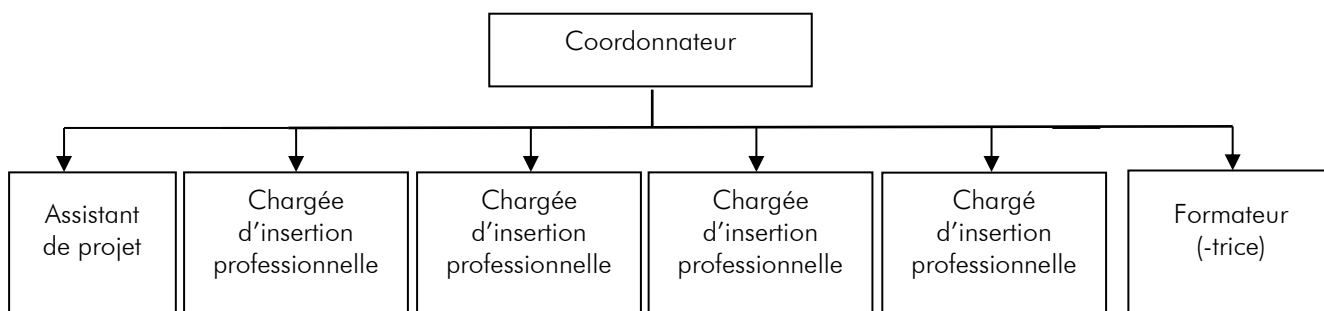 Coordonnateur
Assistant
de projet
Chargée
d'insertion
professionnelle
Chargée
d'insertion
professionnelle
Chargée
d'insertion
professionnelle
Chargé
d'insertion
professionnelle
Formateur
(-trice)